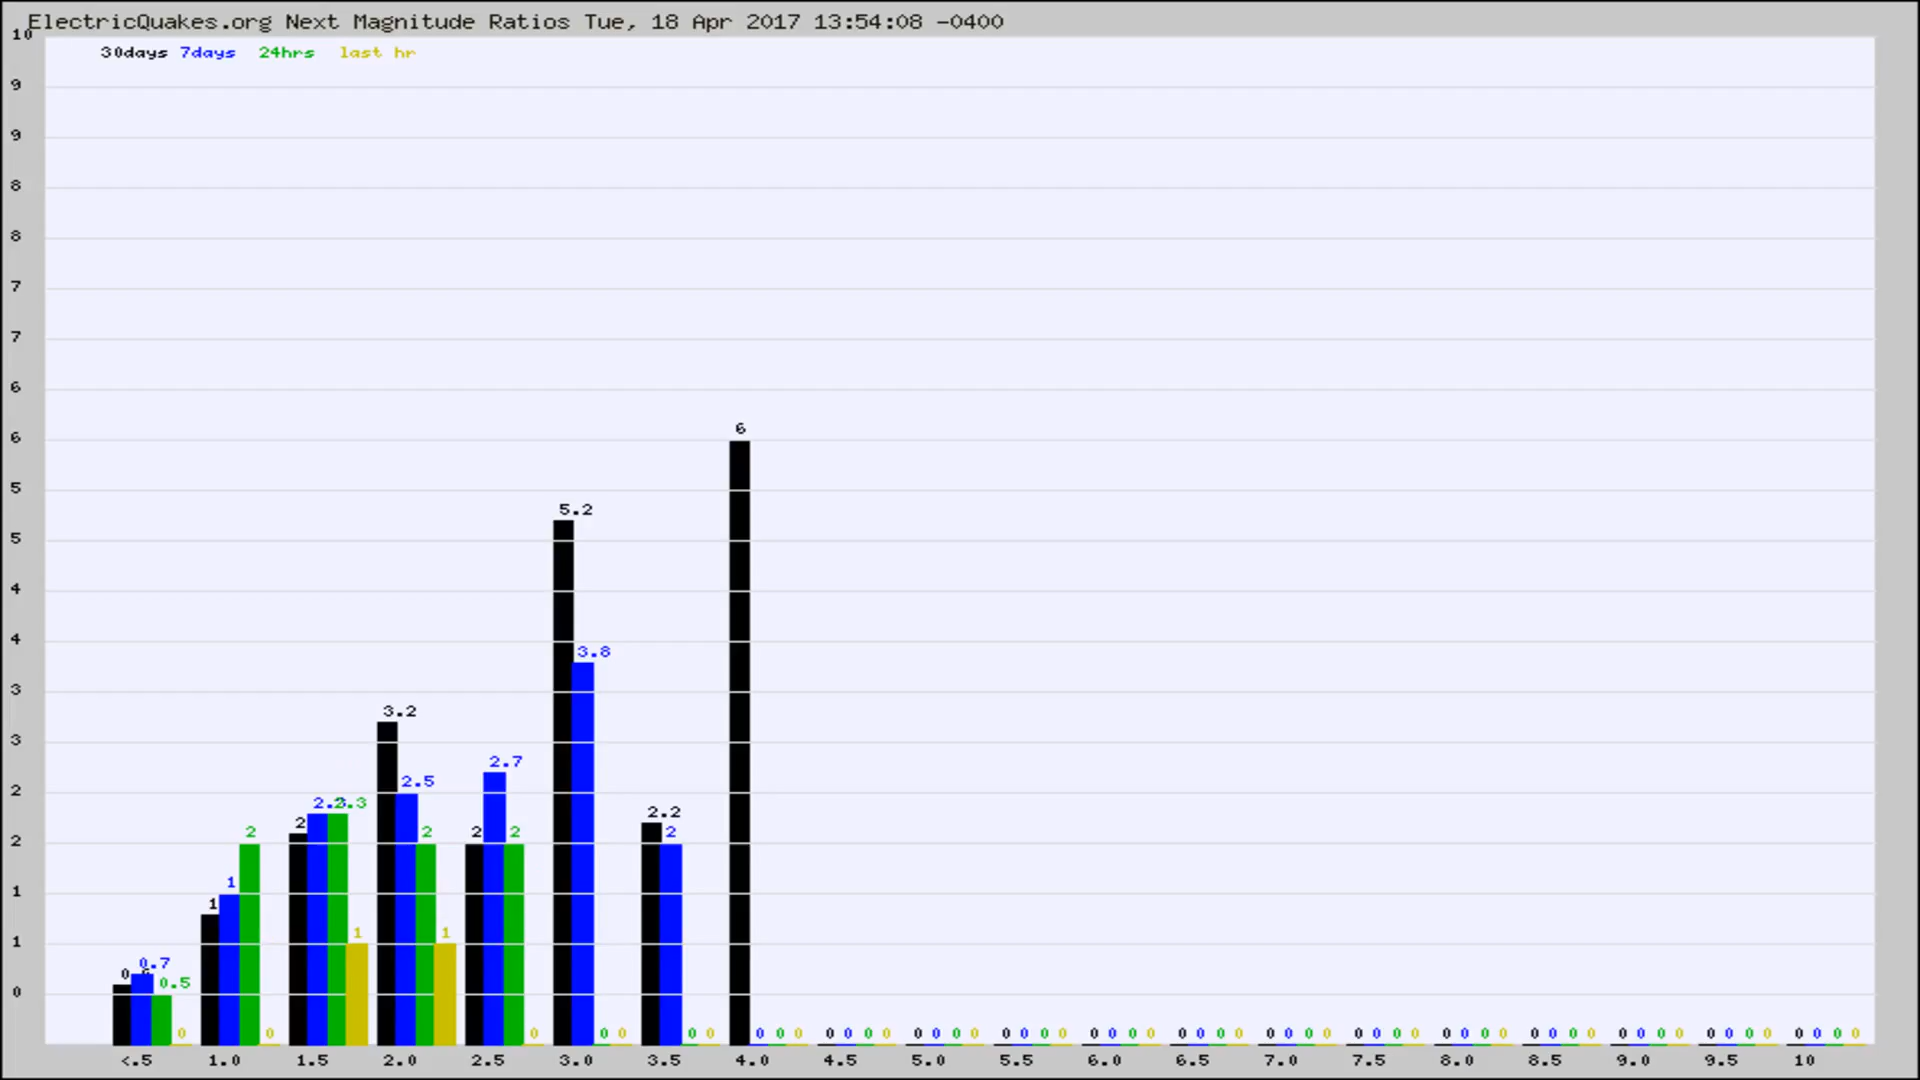 ElectricQuakes.org Next Magnitude Ratios Tue, 18 Apr 2017 13:54:08 -0400
10
30days 7days 24hrs last hr
9
9
8
8
7
7
6
6 6
5 5.2
5
4
4 3.8
3 3.2
3 2.7
2 2.5 2.3 2.2
2 2 2 2 2 2 2
1 1 1
1 1 1
0 0.7 0.5
0 0 0 0 0 0 0 0 0 0 0 0 0 0 0 0 0 0 0 0 0 0 0 0 0 0 0 0 0 0 0 0 0 0 0 0 0 0 0 0 0 0 0 0 0 0 0 0 0 0 0 0 0 0 0 0 0 0
<.5 1.0 1.5 2.0 2.5 3.0 3.5 4.0 4.5 5.0 5.5 6.0 6.5 7.0 7.5 8.0 8.5 9.0 9.5 10